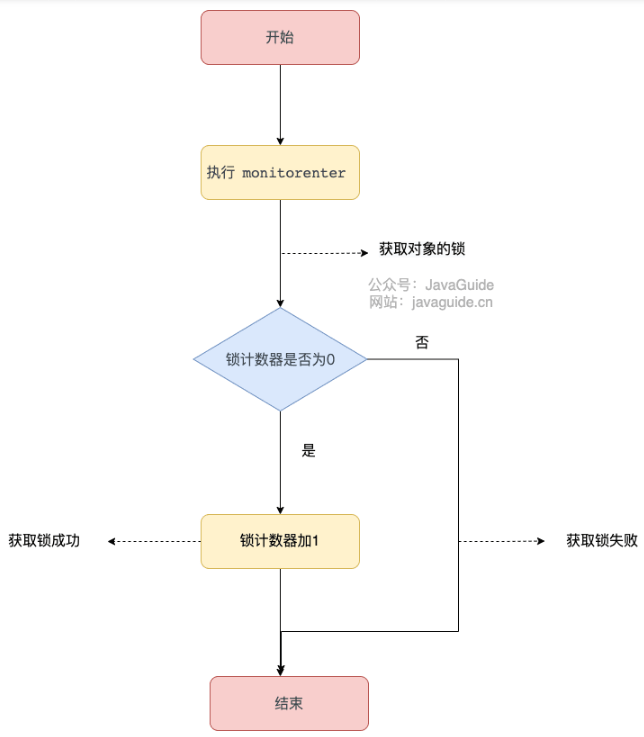 开始
执行 monitorenter
获取对象的锁
公众号：JavaGuide
网站：javaguide.cn
否
锁计数器是否为0
是
获取锁成功
锁计数器加1
获取锁失败
结束